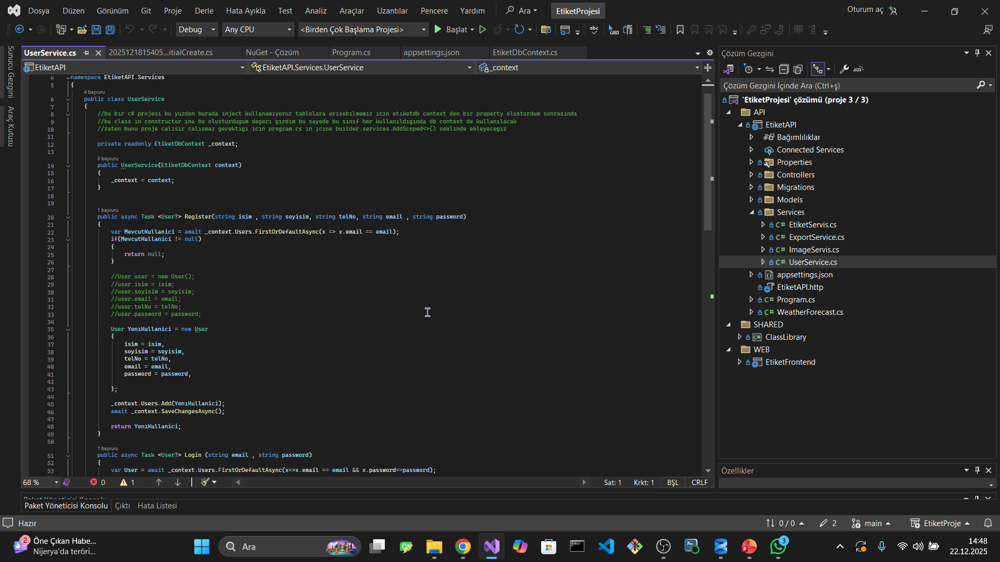 Dosya Düzen Görünüm Git Proje Derle Hata Ayıkla Test Analiz Araçlar Uzantılar Pencere Yardım Ara EtiketProjesi Oturum aç
Debug Any CPU <Birden Çok Başlama Projesi> Başlat
Sunucu Gezgini
Araç Kutusu
UserService.cs 2025121815405...itialCreate.cs NuGet - Çözüm Program.cs appsettings.json EtiketDbContext.cs
EtiketAPI EtiketAPI.Services.UserService _context
4 namespace EtiketAPI.Services
5 {
4 başvuru
6 public class UserService
7 {
8 //bu bır c# projesı bu yuzden burada ınject kullanamıyoruz tablolara erısebılmemız ıcın etıketdb context den bır property olusturdum sonrasında
9 //bu class ın constructor ına bu olusturdugum degerı gırdım bu sayede bu sınıf her kullanıldıgında db context de kullanılacak
10 //zaten bunu proje calısır calısmaz gerektıgı ıcın program.cs ın ıcıne builder.services.AddScoped<>() seklınde ekleyecegız
11
12 private readonly EtiketDbContext _context;
13
0 başvuru
14 public UserService(EtiketDbContext context)
15 {
16 _context = context;
17 }
18
19
1 başvuru
20 public async Task <User?> Register(string isim , string soyisim, string telNo, string email , string password)
21 {
22 var MevcutKullanici = await _context.Users.FirstOrDefaultAsync(x => x.email == email);
23 if(MevcutKullanici != null)
24 {
25 return null;
26 }
27
28 //User user = new User();
29 //user.isim = isim;
30 //user.soyisim = soyisim;
31 //user.email = email;
32 //user.telNo = telNo;
33 //user.password = password;
34
35 User YenıKullanici = new User
36 {
37 isim = isim,
38 soyisim = soyisim,
39 telNo = telNo,
40 email = email,
41 password = password,
42
43 };
44
45 _context.Users.Add(YenıKullanici);
46 await _context.SaveChangesAsync();
47
48 return YenıKullanici;
49 }
50
1 başvuru
51 public async Task <User?> Login (string email , string password)
52 {
53 var User = await _context.Users.FirstOrDefaultAsync(x=>x.email == email && x.password==password);
68 % 0 1 Sat: 1 Krkt: 1 BŞL CRLF
Paket Yöneticisi Konsolu
Paket Yöneticisi Konsolu Çıktı Hata Listesi
Çözüm Gezgini
Çözüm Gezgini İçinde Ara (Ctrl+ş)
'EtiketProjesi' çözümü (proje 3 / 3)
API
EtiketAPI
Bağımlılıklar
Connected Services
Properties
Controllers
Migrations
Models
Services
C# EtiketServis.cs
C# ExportService.cs
C# ImageServis.cs
C# UserService.cs
appsettings.json
EtiketAPI.http
C# Program.cs
C# WeatherForecast.cs
SHARED
C# ClassLibrary
WEB
EtiketFrontend
Özellikler
Hazır 0 / 0 2 main EtiketProje
2 Öne Çıkan Habe...
Nijerya'da teröri...
Ara
3
14:48
22.12.2025